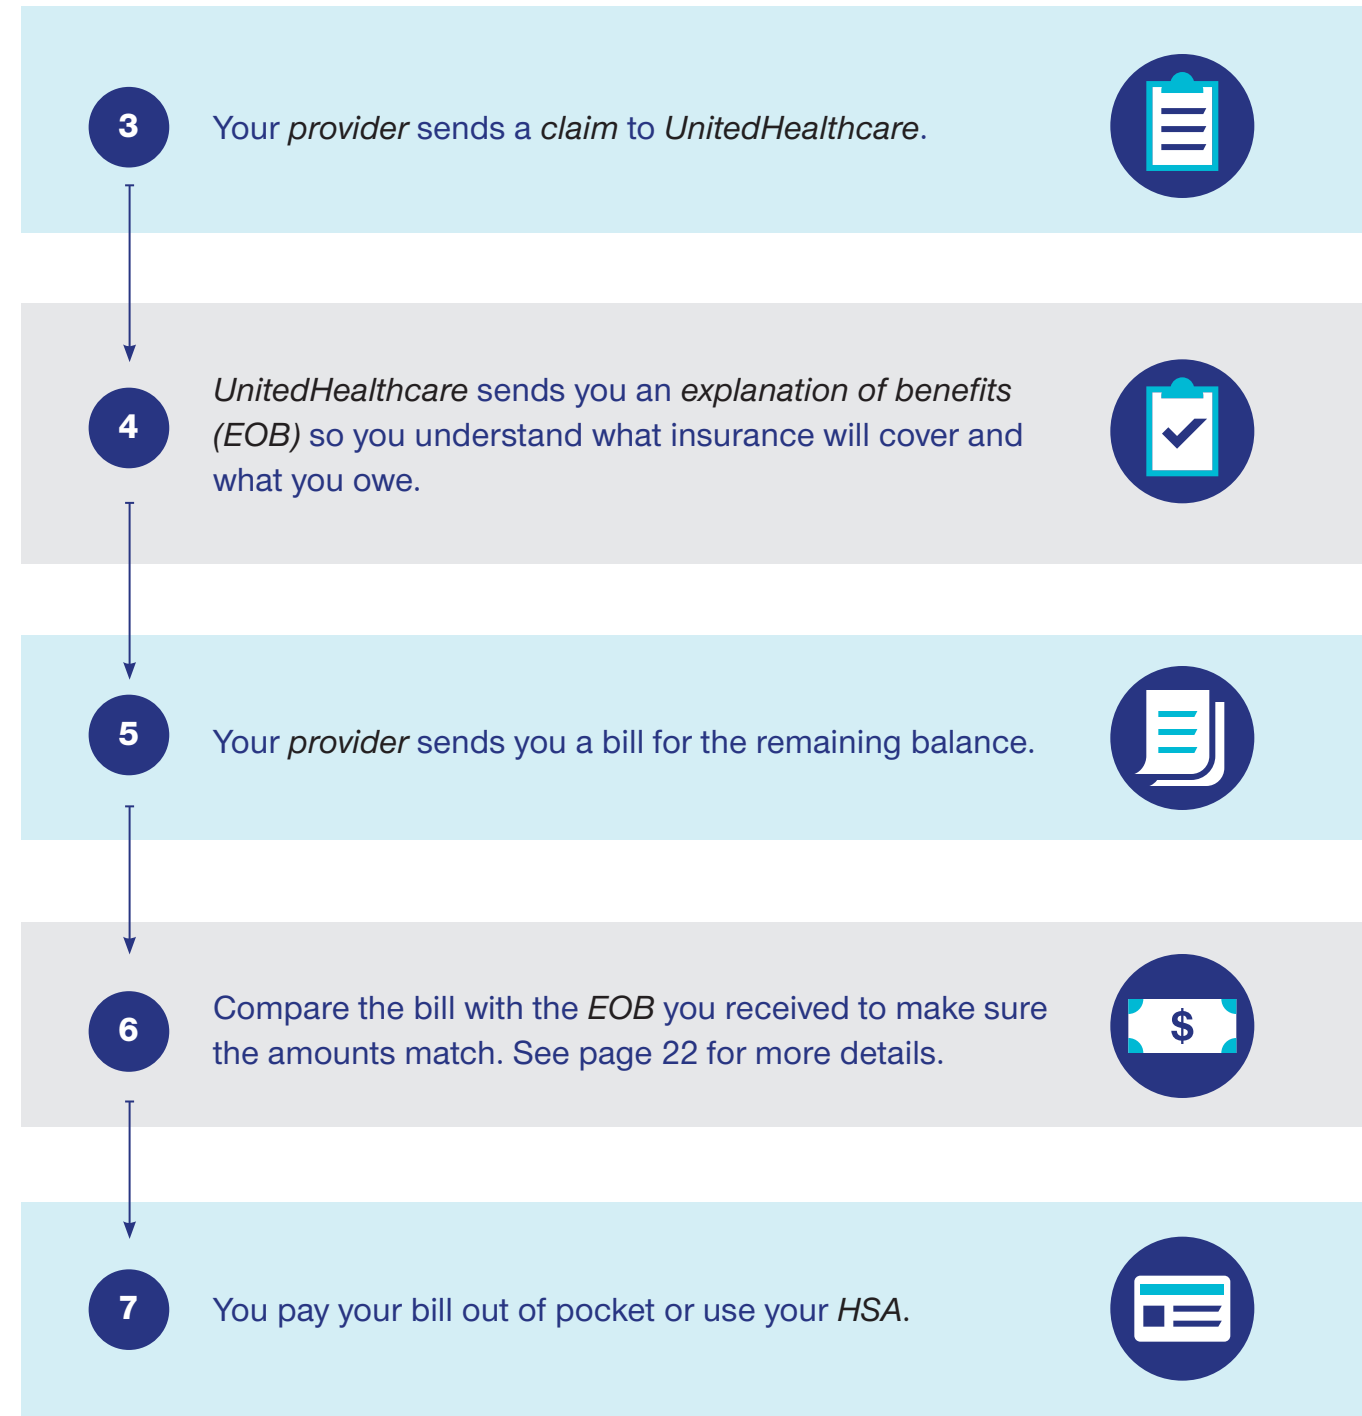 3
Your provider sends a claim to UnitedHealthcare.
4
UnitedHealthcare sends you an explanation of benefits
(EOB) so you understand what insurance will cover and
what you owe.
5
Your provider sends you a bill for the remaining balance.
6
Compare the bill with the EOB you received to make sure
the amounts match. See page 22 for more details.
$
7
You pay your bill out of pocket or use your HSA.